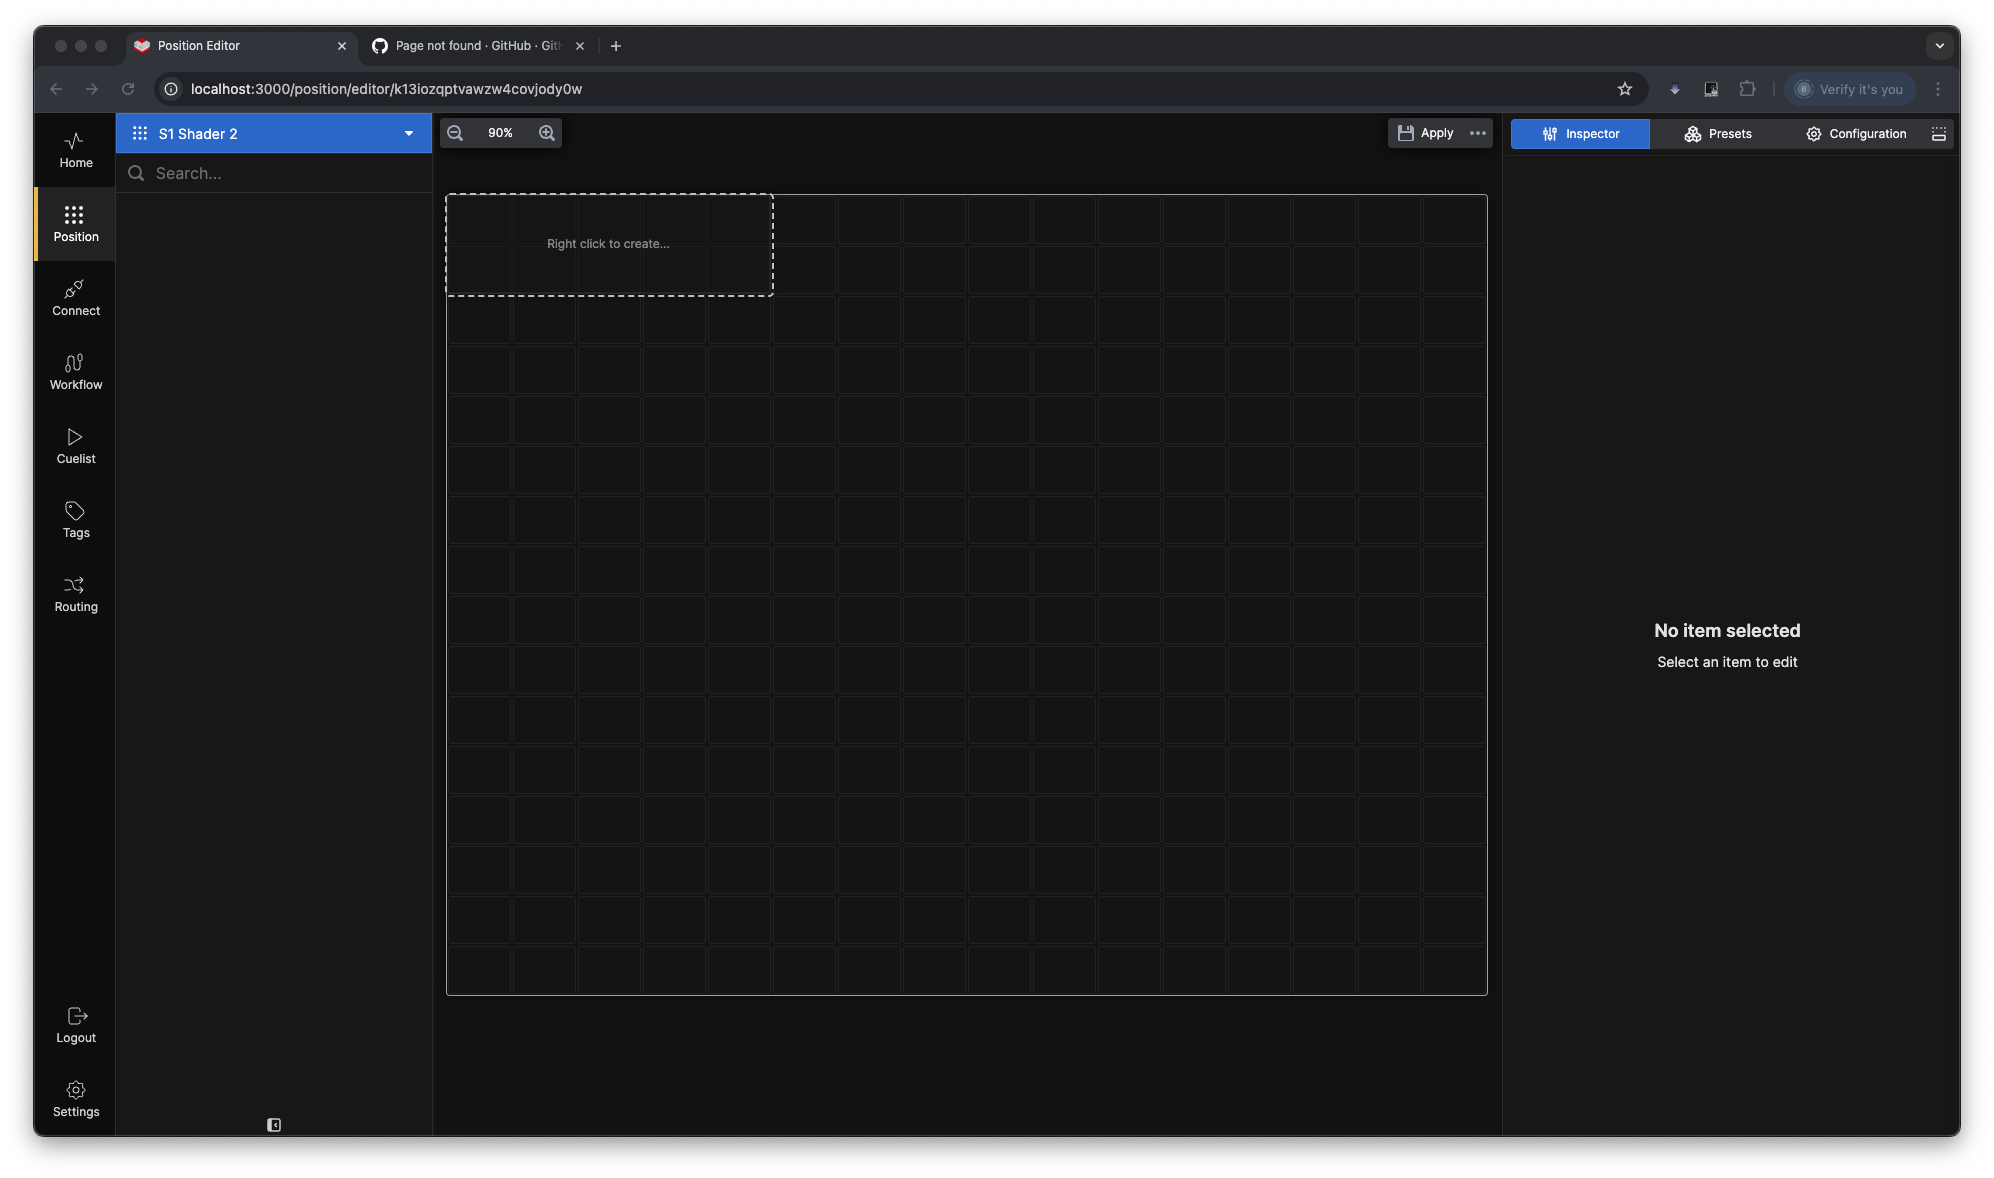 Position Editor
Page not found · GitHub · Git
localhost:3000/position/editor/k13iozqptvawzw4covjody0w
Verify it's you
Home
Position
Connect
Workflow
Cuelist
Tags
Routing
Logout
Settings
S1 Shader 2
Search...
90%
Apply
Right click to create...
Inspector
Presets
Configuration
No item selected
Select an item to edit